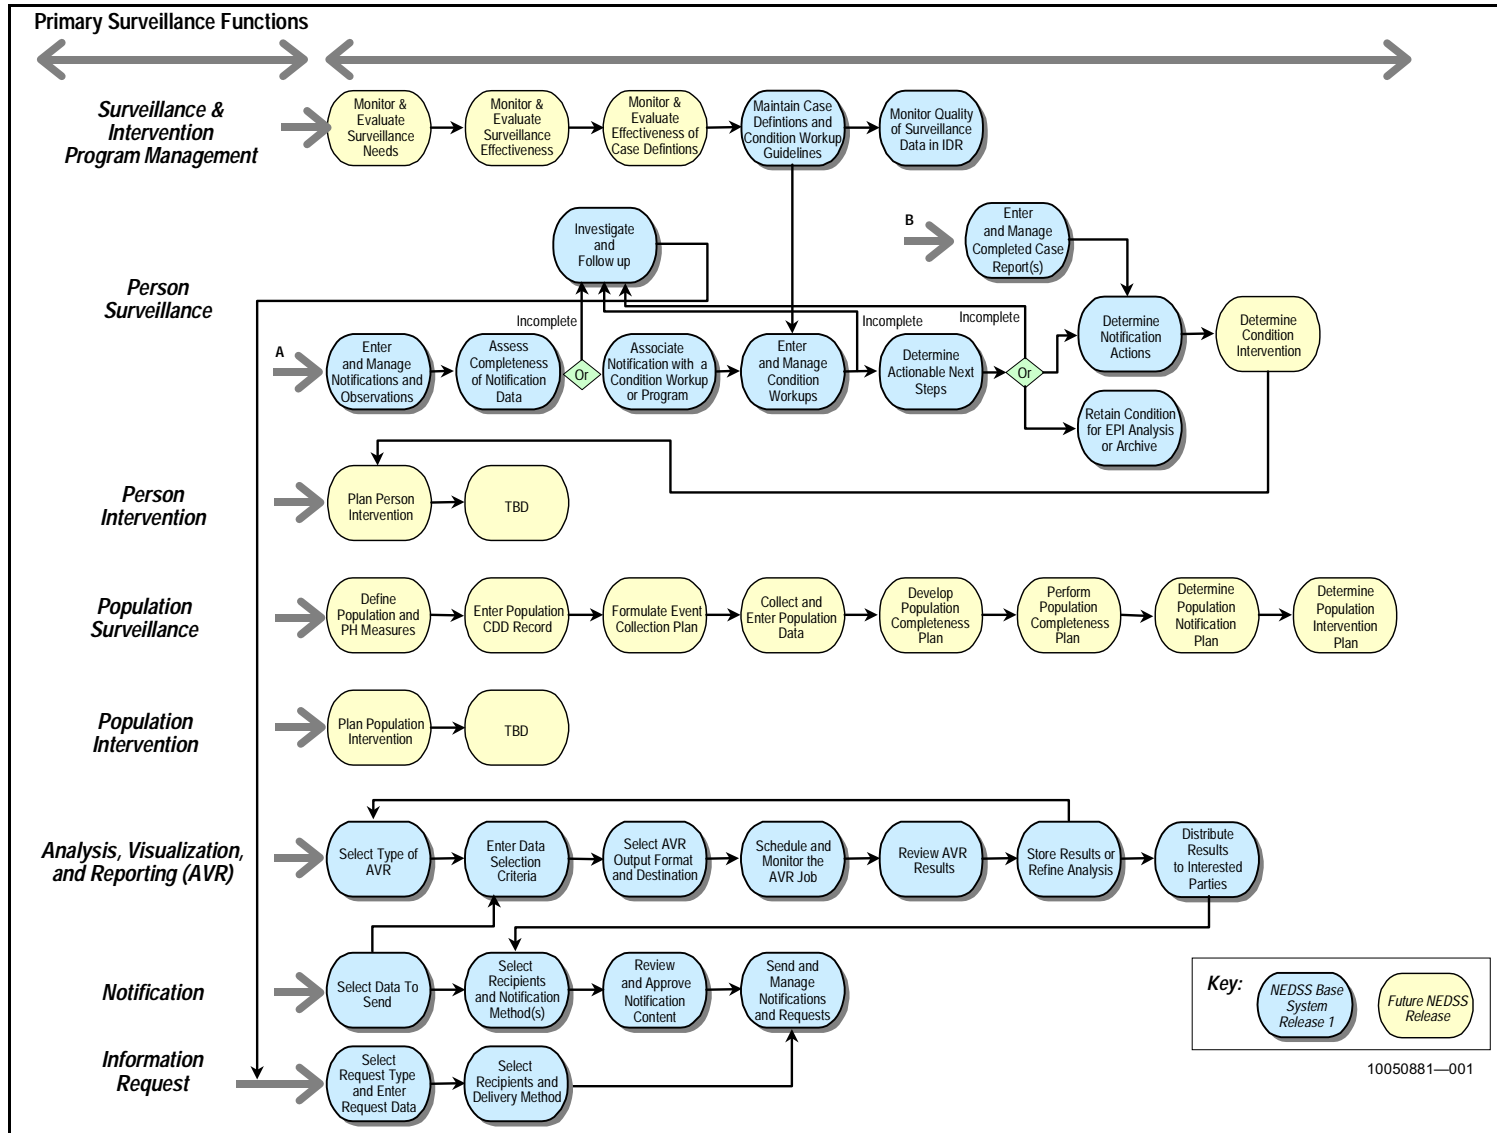 Primary Surveillance Functions
Surveillance &
Intervention
Program Management
Monitor &
Evaluate
Surveillance
Needs
Monitor &
Evaluate
Surveillance
Effectiveness
Monitor &
Evaluate
Effectiveness of
Case Defintions
Maintain Case
Defintions and
Condition Workup
Guidelines
Monitor Quality
of Surveillance
Data in IDR
Investigate
and
Follow up
B
Enter
and Manage
Completed Case
Report(s)
Person
Surveillance
Incomplete
Incomplete
Incomplete
A
Enter
and Manage
Notifications and
Observations
Assess
Completeness
of Notification
Data
Or
Associate
Notification with a
Condition Workup
or Program
Enter
and Manage
Condition
Workups
Determine
Actionable Next
Steps
Or
Determine
Notification
Actions
Determine
Condition
Intervention
Retain Condition
for EPI Analysis
or Archive
Person
Intervention
Plan Person
Intervention
TBD
Population
Surveillance
Define
Population and
PH Measures
Enter Population
CDD Record
Formulate Event
Collection Plan
Collect and
Enter Population
Data
Develop
Population
Completeness
Plan
Perform
Population
Completeness
Plan
Determine
Population
Notification
Plan
Determine
Population
Intervention
Plan
Population
Intervention
Plan Population
Intervention
TBD
Analysis, Visualization,
and Reporting (AVR)
Select Type of
AVR
Enter Data
Selection
Criteria
Select AVR
Output Format
and Destination
Schedule and
Monitor the
AVR Job
Review AVR
Results
Store Results or
Refine Analysis
Distribute
Results
to Interested
Parties
Notification
Select Data To
Send
Select
Recipients
and Notification
Method(s)
Review
and Approve
Notification
Content
Send and
Manage
Notifications
and Requests
Information
Request
Select
Request Type
and Enter
Request Data
Select
Recipients and
Delivery Method
Key:
NEDSS Base
System
Release 1
Future NEDSS
Release
10050881—001